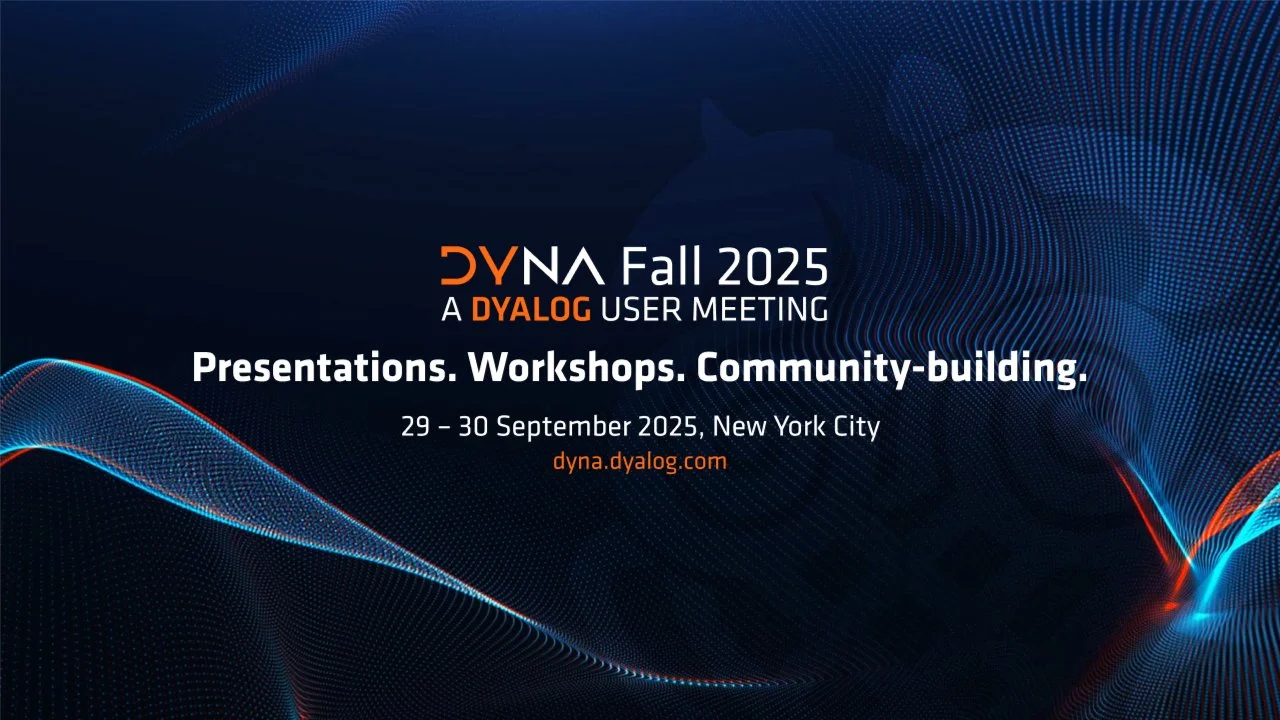 DYNA Fall 2025
A DYALOG USER MEETING
Presentations. Workshops. Community-building.
29 – 30 September 2025, New York City
dyna.dyalog.com